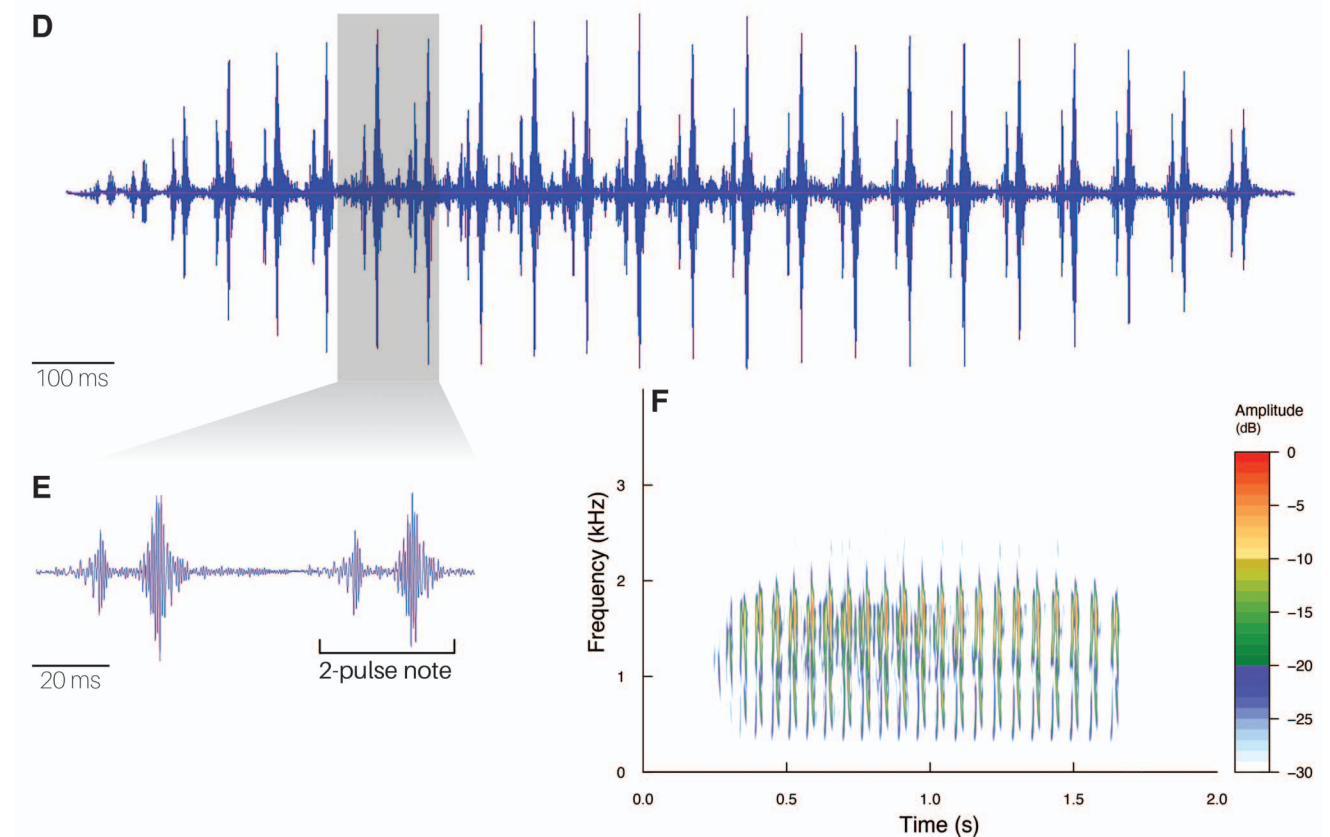 D
100 ms
E
20 ms
2-pulse note
F
Frequency (kHz)
3
2
1
0
0.0 0.5 1.0 1.5 2.0
Time (s)
Amplitude
(dB)
0
−5
−10
−15
−20
−25
−30